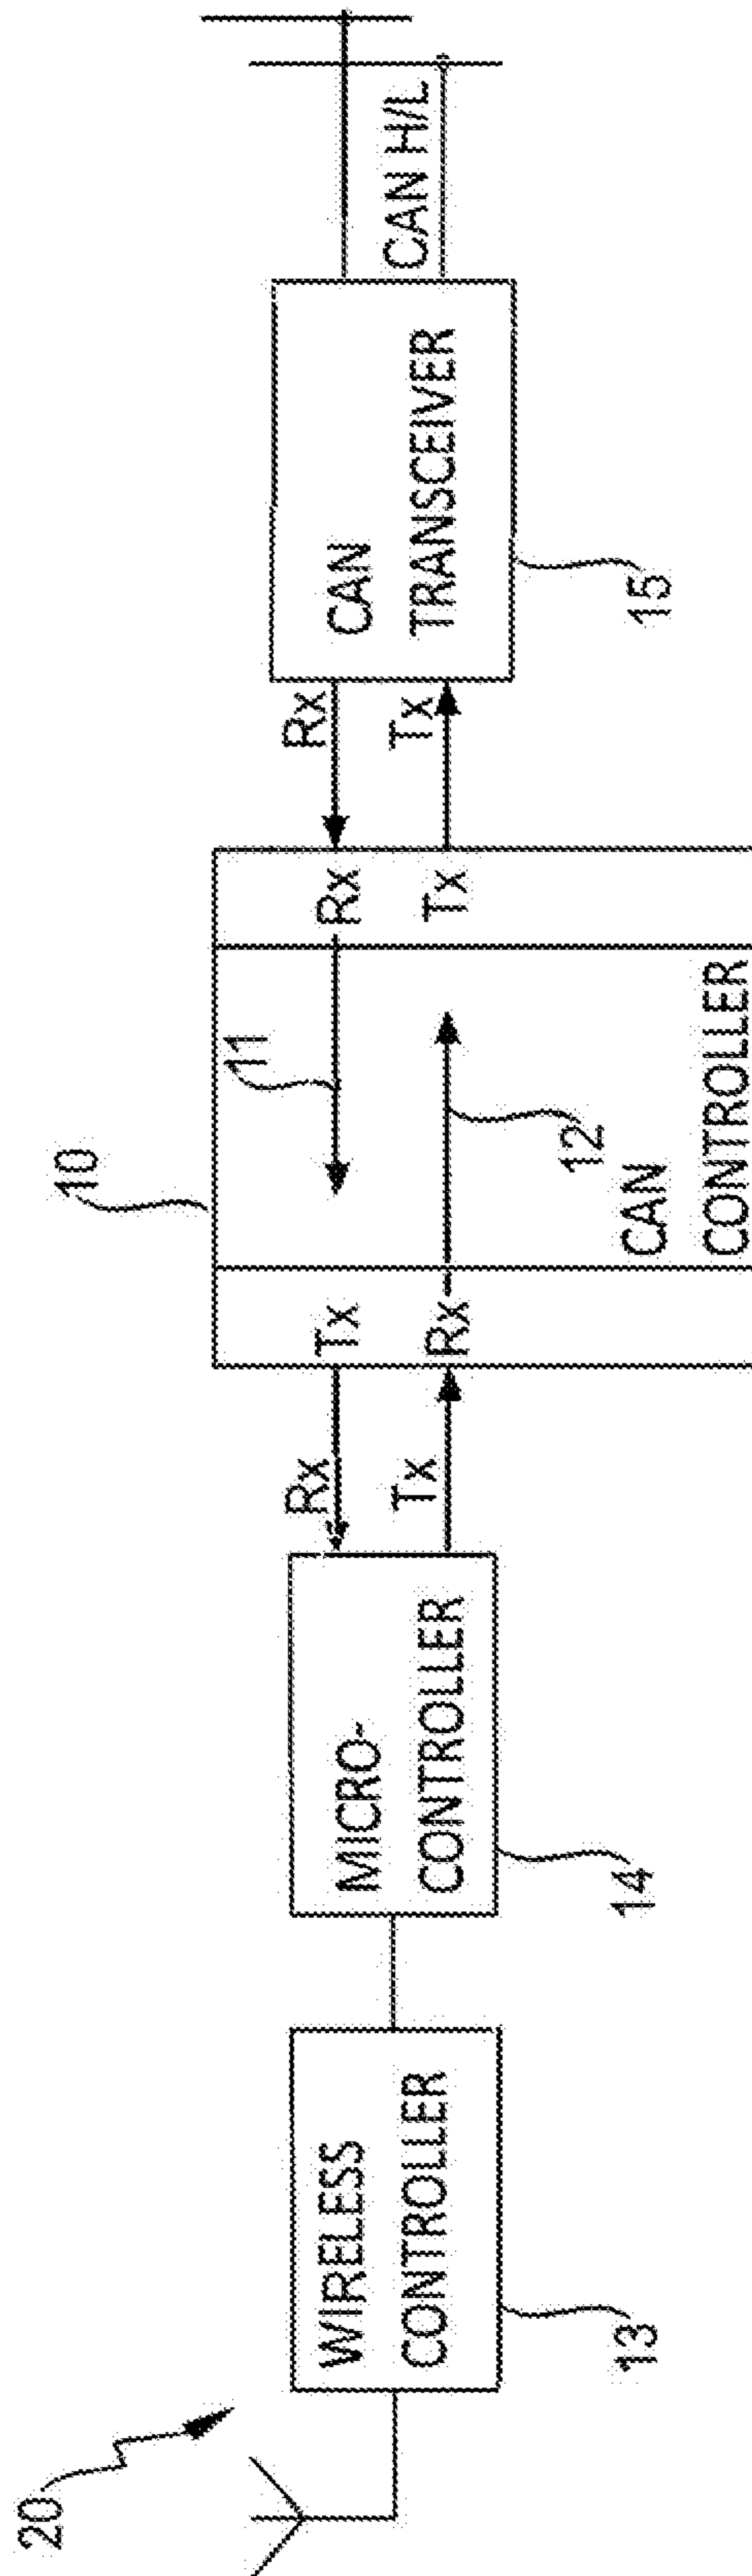 20
WIRELESS
CONTROLLER
13
MICRO-
CONTROLLER
14
Rx
Tx
10
Tx
Rx
11
12
CAN
CONTROLLER
Rx
Tx
Rx
Tx
CAN
TRANSCEIVER
15
CAN H/L